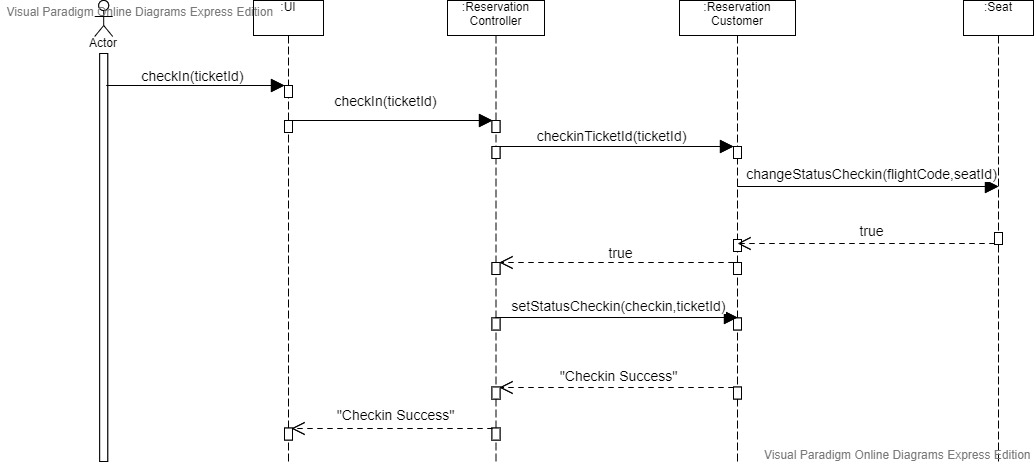 Visual Paradigm Online Diagrams Express Edition
:UI
:Reservation
Controller
:Reservation
Customer
:Seat
Actor
checkIn(ticketId)
checkIn(ticketId)
checkinTicketId(ticketId)
changeStatusCheckin(flightCode,seatId)
true
true
setStatusCheckin(checkin,ticketId)
"Checkin Success"
"Checkin Success"
Visual Paradigm Online Diagrams Express Edition